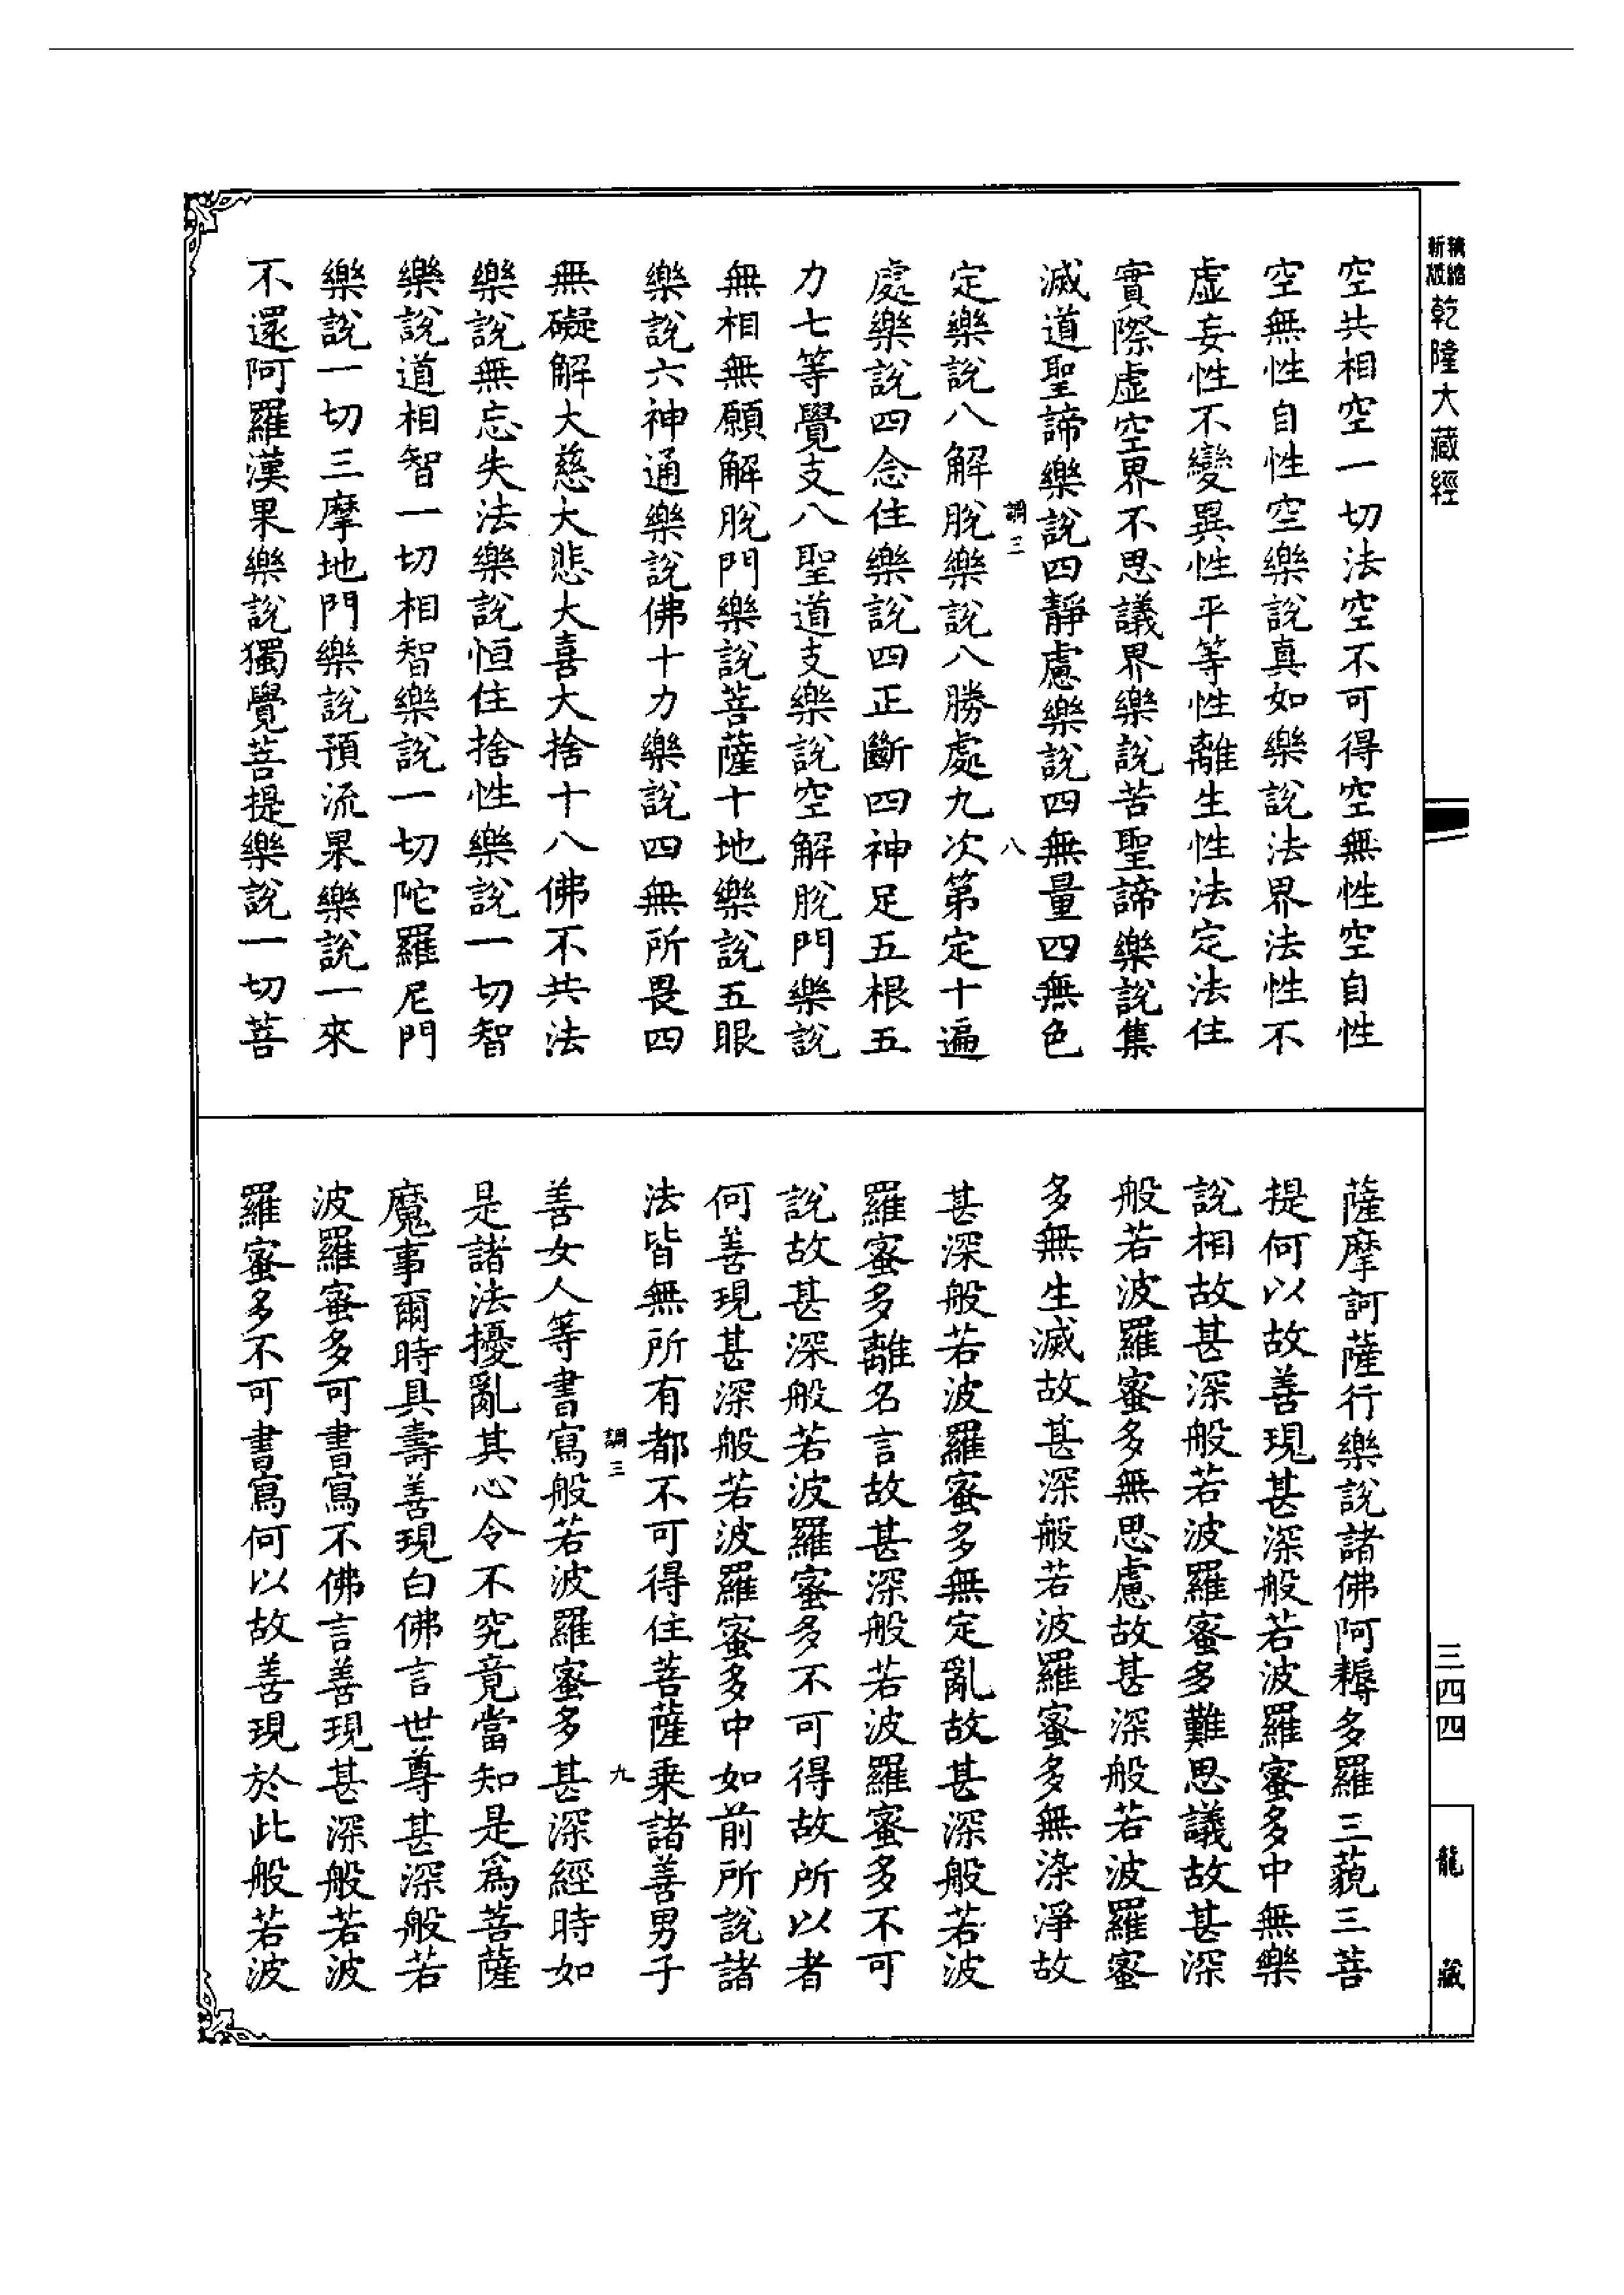 精縮新版乾隆大藏經
空共相空一切法空不可得空無性空自性
空無性自性空樂說真如樂說法界法性不
虛妄性不變異性平等性離生性法定法住
實際虛空界不思議界樂說苦聖諦樂說集
滅道聖諦樂說四靜慮樂說四無量四無色
調三 八
定樂說八解脫樂說八勝處九次第定十遍
處樂說四念住樂說四正斷四神足五根五
力七等覺支八聖道支樂說空解脫門樂說
無相無願解脫門樂說菩薩十地樂說五眼
樂說六神通樂說佛十力樂說四無所畏四
無礙解大慈大悲大喜大捨十八佛不共法
樂說無忘失法樂說恒住捨性樂說一切智
樂說道相智一切相智樂說一切陀羅尼門
樂說一切三摩地門樂說預流果樂說一來
不還阿羅漢果樂說獨覺菩提樂說一切菩
薩摩訶薩行樂說諸佛阿耨多羅三藐三菩
提何以故善現甚深般若波羅蜜多中無樂
說相故甚深般若波羅蜜多難思議故甚深
般若波羅蜜多無思慮故甚深般若波羅蜜
多無生滅故甚深般若波羅蜜多無染淨故
甚深般若波羅蜜多無定亂故甚深般若波
羅蜜多離名言故甚深般若波羅蜜多不可
說故甚深般若波羅蜜多不可得故所以者
何善現甚深般若波羅蜜多中如前所說諸
法皆無所有都不可得住菩薩乘諸善男子
調三 九
善女人等書寫般若波羅蜜多甚深經時如
是諸法擾亂其心令不究竟當知是為菩薩
魔事爾時具壽善現白佛言世尊甚深般若
波羅蜜多可書寫不佛言善現甚深般若波
羅蜜多不可書寫何以故善現於此般若波
三四四
龍藏